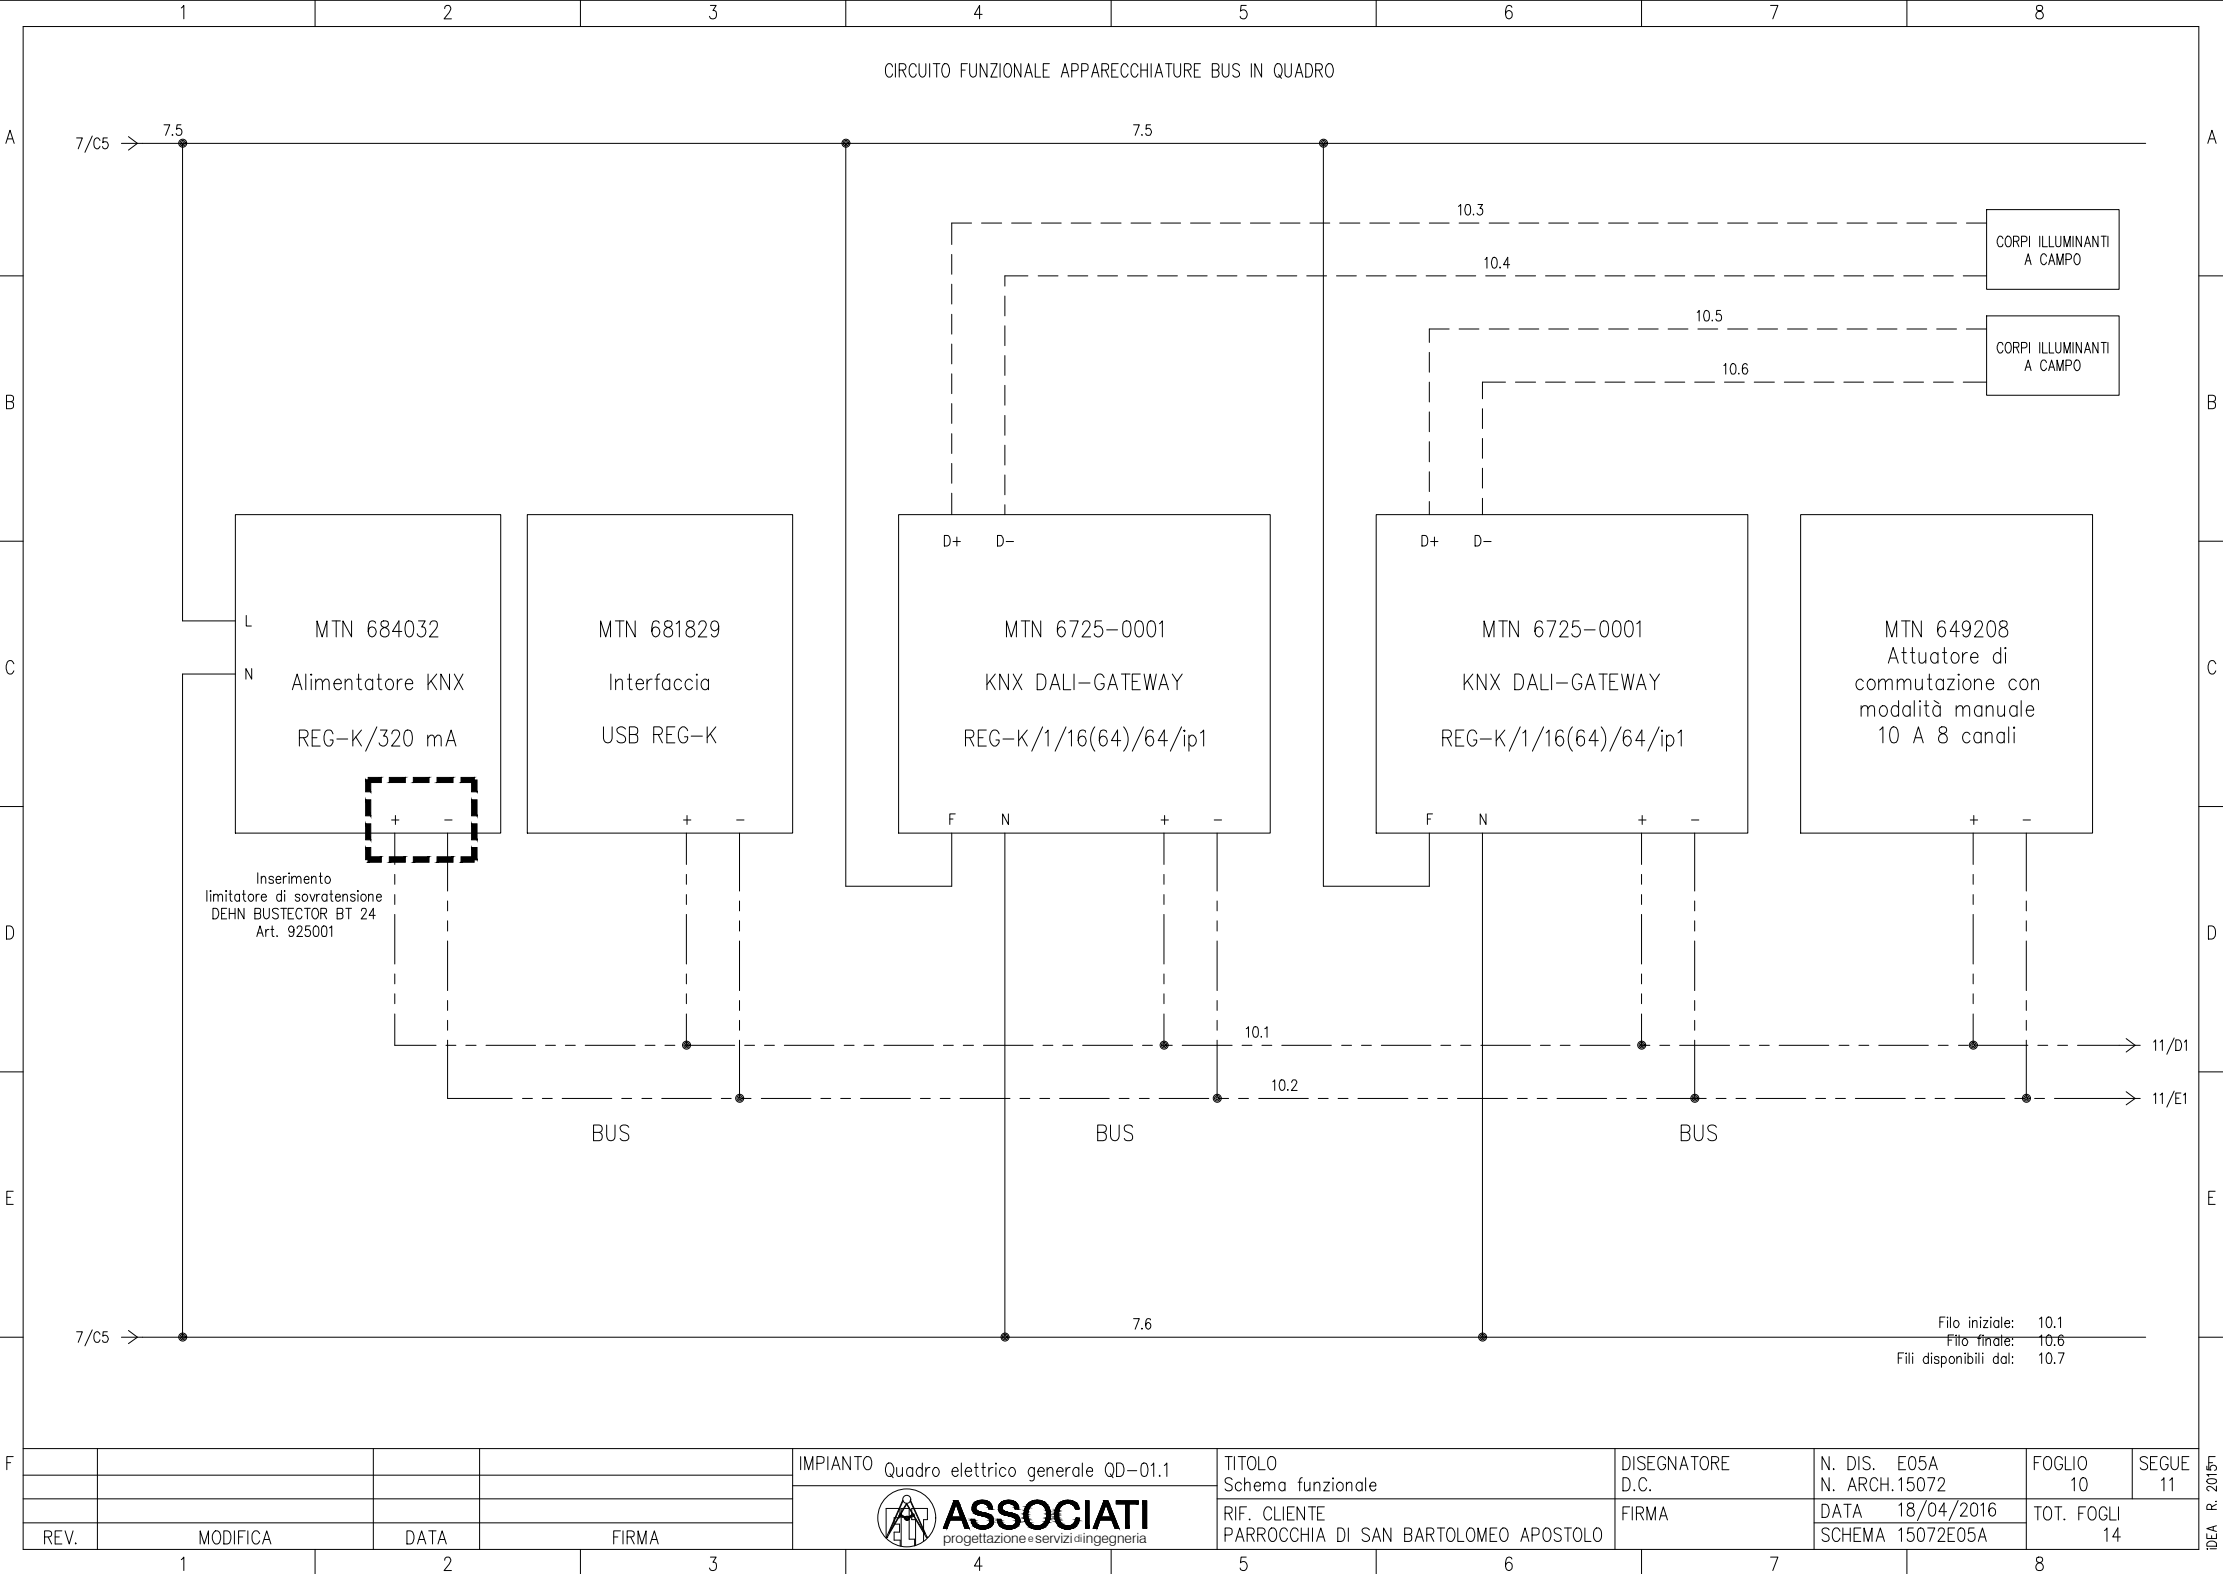 1 2 3 4 5 6 7 8
CIRCUITO FUNZIONALE APPARECCHIATURE BUS IN QUADRO
A A
7/C5 7.5 7.5
10.3
CORPI ILLUMINANTI
A CAMPO
10.4
10.5
CORPI ILLUMINANTI
A CAMPO
10.6
B B
D+ D- D+ D-
L
N
MTN 684032
Alimentatore KNX
REG-K/320 mA
+ -
MTN 681829
Interfaccia
USB REG-K
+ -
MTN 6725-0001
KNX DALI-GATEWAY
REG-K/1/16(64)/64/ip1
F N + -
MTN 6725-0001
KNX DALI-GATEWAY
REG-K/1/16(64)/64/ip1
F N + -
MTN 649208
Attuatore di
commutazione con
modalità manuale
10 A 8 canali
+ -
C C
Inserimento
limitatore di sovratensione
DEHN BUSTECTOR BT 24
Art. 925001
D D
10.1 11/D1
10.2 11/E1
BUS BUS BUS
E E
7/C5 7.6
Filo iniziale: 10.1
Filo finale: 10.6
Fili disponibili dal: 10.7
F F
REV. MODIFICA DATA FIRMA
IMPIANTO Quadro elettrico generale QD-01.1
ASSOCIATI
progettazione e servizi di ingegneria
TITOLO
Schema funzionale
RIF. CLIENTE
PARROCCHIA DI SAN BARTOLOMEO APOSTOLO
DISEGNATORE
D.C.
FIRMA
N. DIS. E05A
N. ARCH. 15072
DATA 18/04/2016
SCHEMA 15072E05A
FOGLIO
10
SEGUE
11
TOT. FOGLI
14
iDEA R. 2015
1 2 3 4 5 6 7 8